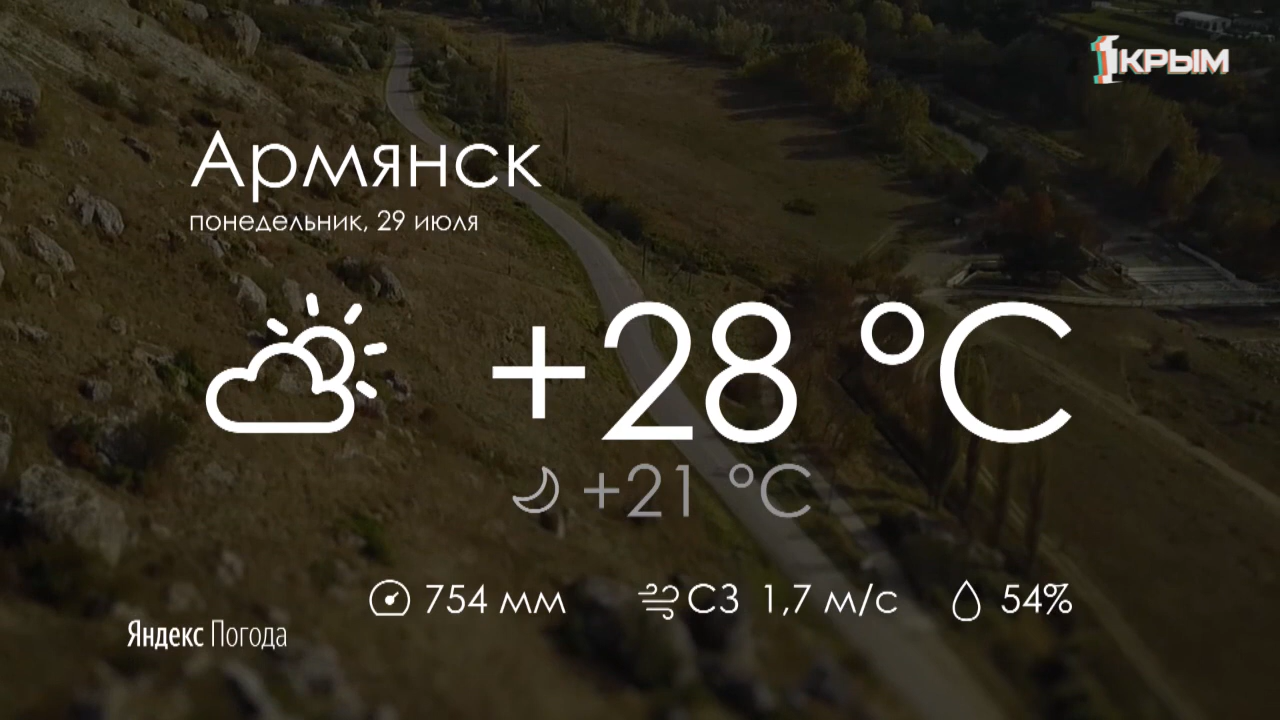 1КРЫМ
Армянск
понедельник, 29 июля
+28 °C
+21 °C
754 мм
СЗ 1,7 м/с
54%
Яндекс Погода